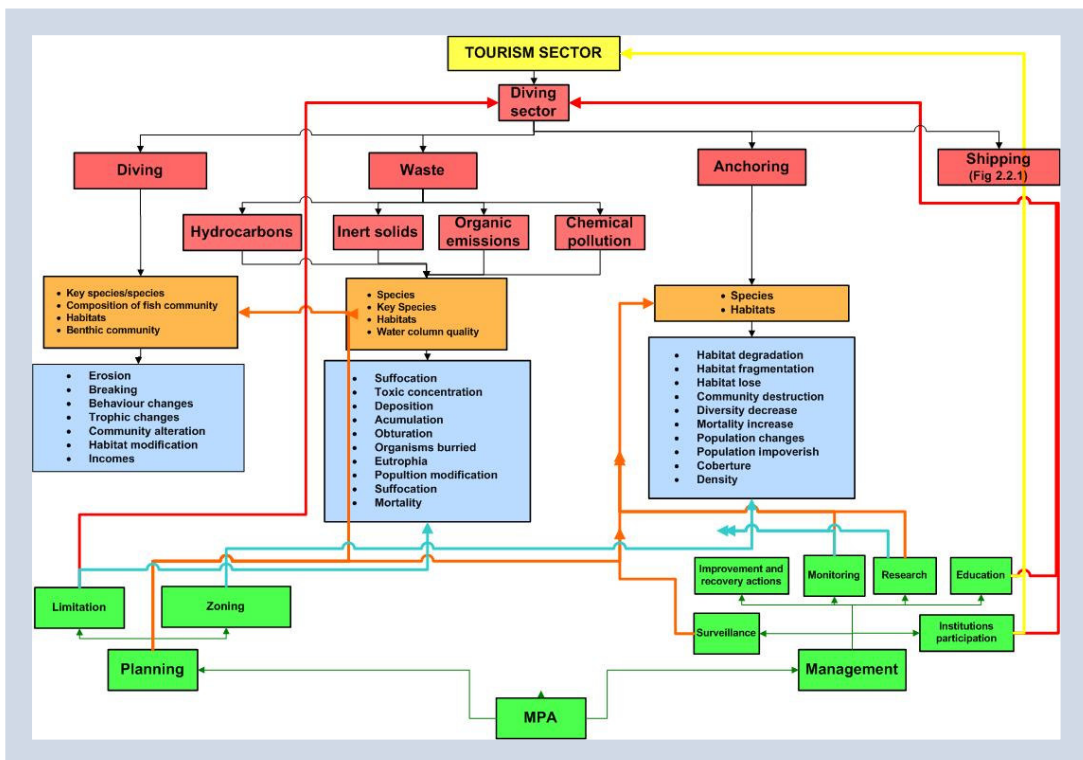 TOURISM SECTOR
Diving
sector
Diving
Waste
Anchoring
Shipping
(Fig 2.2.1)
Hydrocarbons
Inert solids
Organic
emissions
Chemical
pollution
• Key species/species
• Composition of fish community
• Habitats
• Benthic community
• Species
• Key Species
• Habitats
• Water column quality
• Species
• Habitats
• Erosion
• Breaking
• Behaviour changes
• Trophic changes
• Community alteration
• Habitat modification
• Incomes
• Suffocation
• Toxic concentration
• Deposition
• Acumulation
• Obturation
• Organisms burried
• Eutrophia
• Popultion modification
• Suffocation
• Mortality
• Habitat degradation
• Habitat fragmentation
• Habitat lose
• Community destruction
• Diversity decrease
• Mortality increase
• Population changes
• Population impoverish
• Coberture
• Density
Limitation
Zoning
Improvement and
recovery actions
Monitoring
Research
Education
Surveillance
Institutions
participation
Planning
Management
MPA